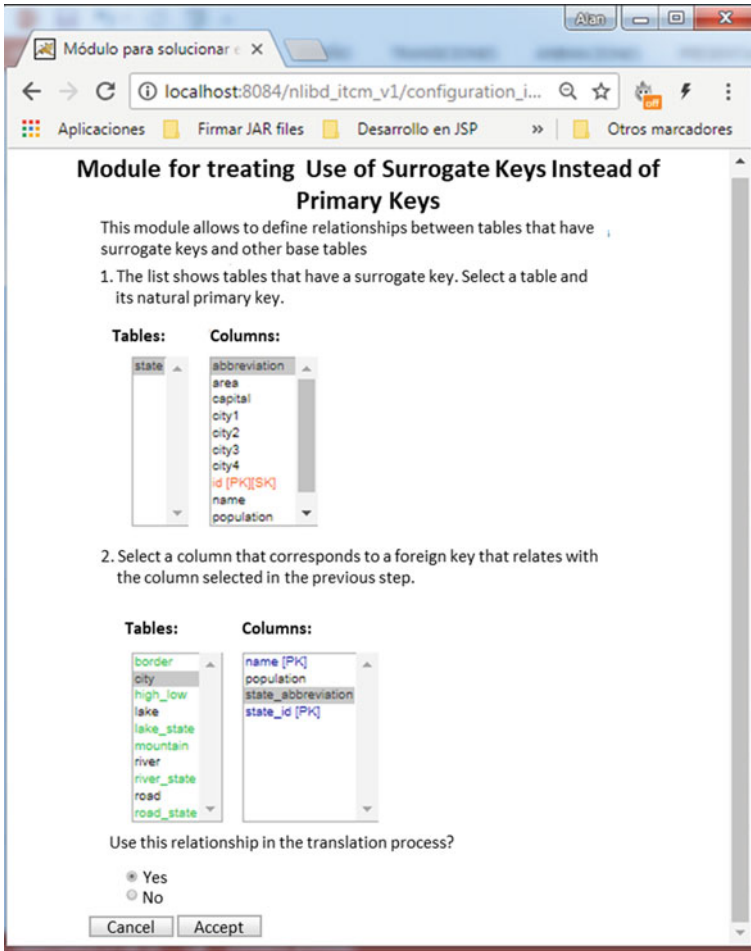 Alan
Módulo para solucionar e
localhost:8084/nlibd_itcm_v1/configuration_i...
off
Aplicaciones Firmar JAR files Desarrollo en JSP » Otros marcadores
Module for treating Use of Surrogate Keys Instead of
Primary Keys
This module allows to define relationships between tables that have
surrogate keys and other base tables
1. The list shows tables that have a surrogate key. Select a table and
its natural primary key.
Tables: Columns:
state
abbreviation
area
capital
city1
city2
city3
city4
id [PK][SK]
name
population
2. Select a column that corresponds to a foreign key that relates with
the column selected in the previous step.
Tables: Columns:
border
city
high_low
lake
lake_state
mountain
river
river_state
road
road_state
name [PK]
population
state_abbreviation
state_id [PK]
Use this relationship in the translation process?
Yes
No
Cancel Accept